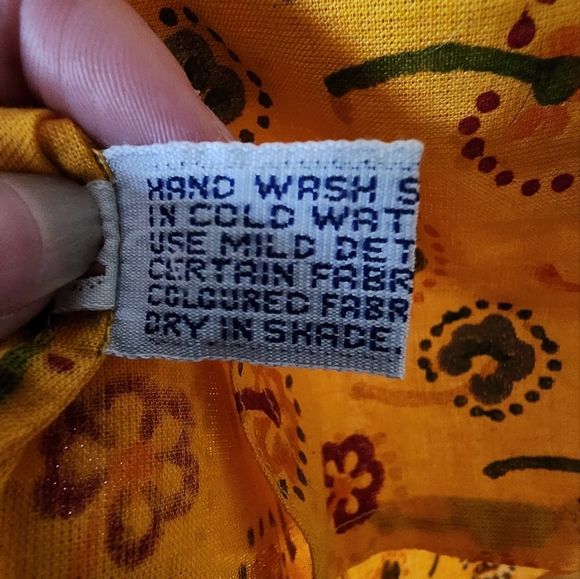 HAND WASH S
IN COLD WAT
USE MILD DET
CERTAIN FABR
COLOURED FABR
DRY IN SHADE.